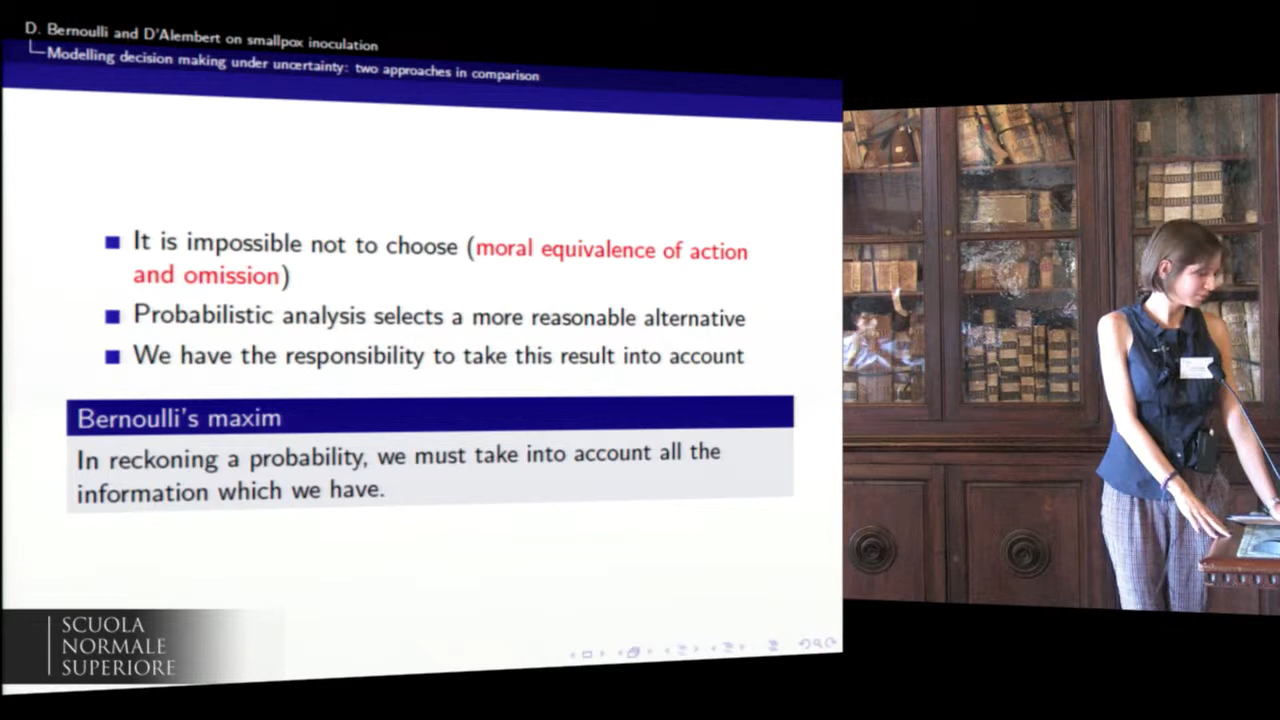 D. Bernoulli and D'Alembert on smallpox inoculation
Modelling decision making under uncertainty: two approaches in comparison
It is impossible not to choose (moral equivalence of action
and omission)
Probabilistic analysis selects a more reasonable alternative
We have the responsibility to take this result into account
Bernoulli's maxim
In reckoning a probability, we must take into account all the
information which we have.
SCUOLA
NORMALE
SUPERIORE